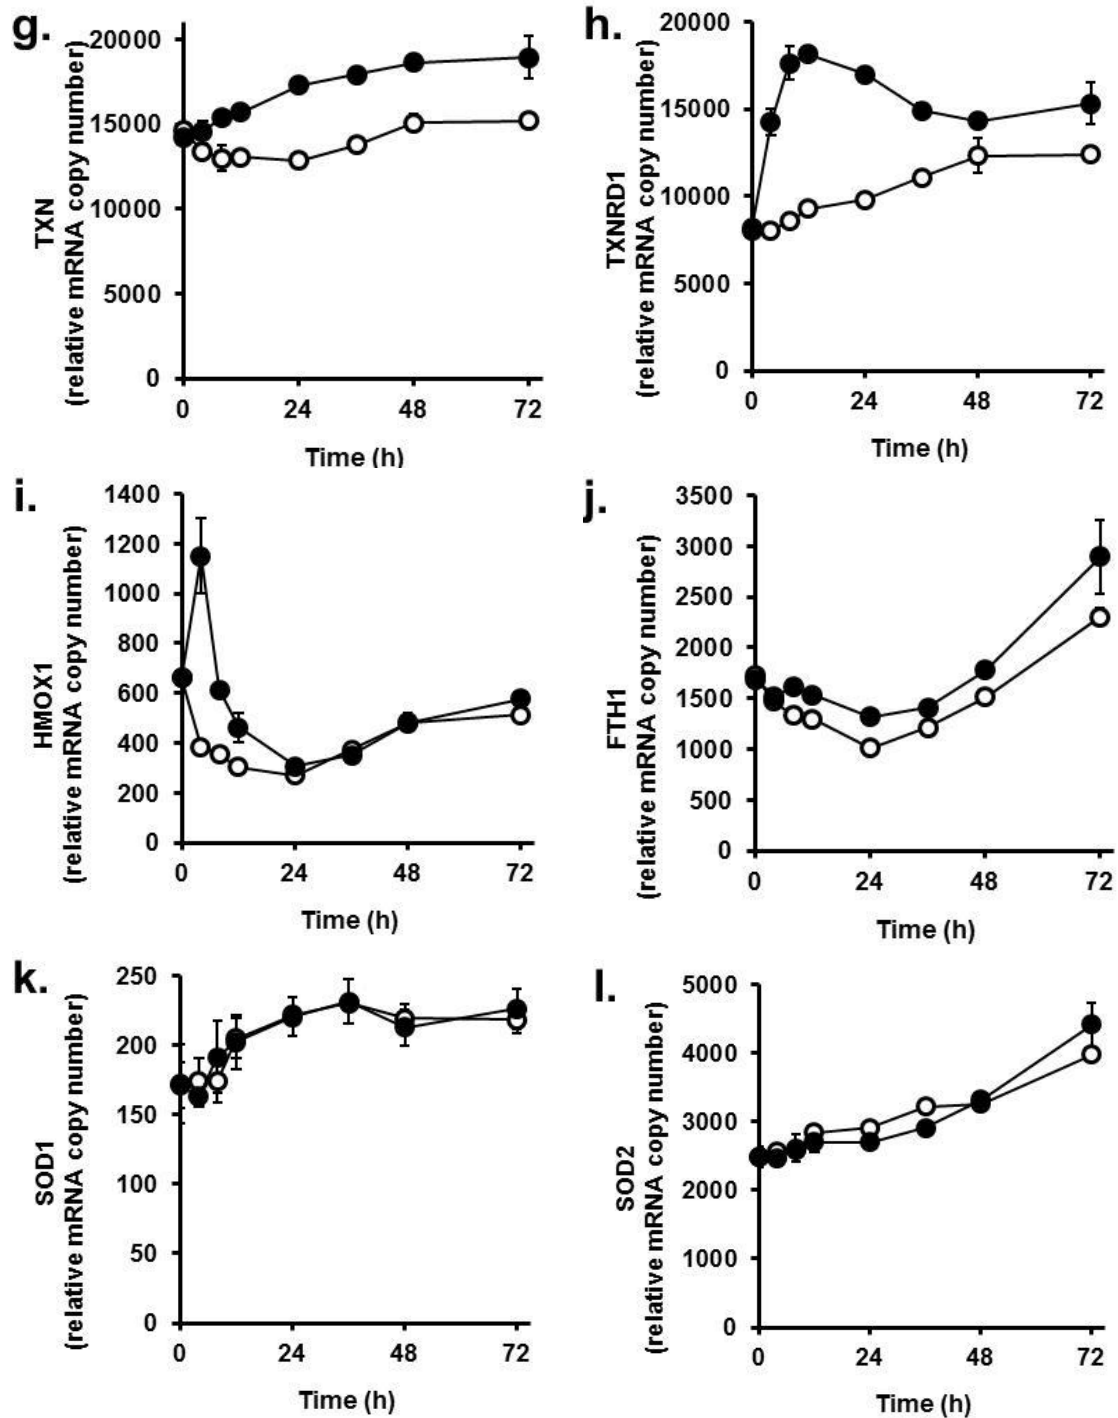 g.
TXN
(relative mRNA copy number)
20000
15000
10000
5000
0
0 24 48 72
Time (h)
h.
TXNRD1
(relative mRNA copy number)
20000
15000
10000
5000
0
0 24 48 72
Time (h)
i.
HMOX1
(relative mRNA copy number)
1400
1200
1000
800
600
400
200
0
0 24 48 72
Time (h)
j.
FTH1
(relative mRNA copy number)
3500
3000
2500
2000
1500
1000
500
0
0 24 48 72
Time (h)
k.
SOD1
(relative mRNA copy number)
250
200
150
100
50
0
0 24 48 72
Time (h)
l.
SOD2
(relative mRNA copy number)
5000
4000
3000
2000
1000
0
0 24 48 72
Time (h)